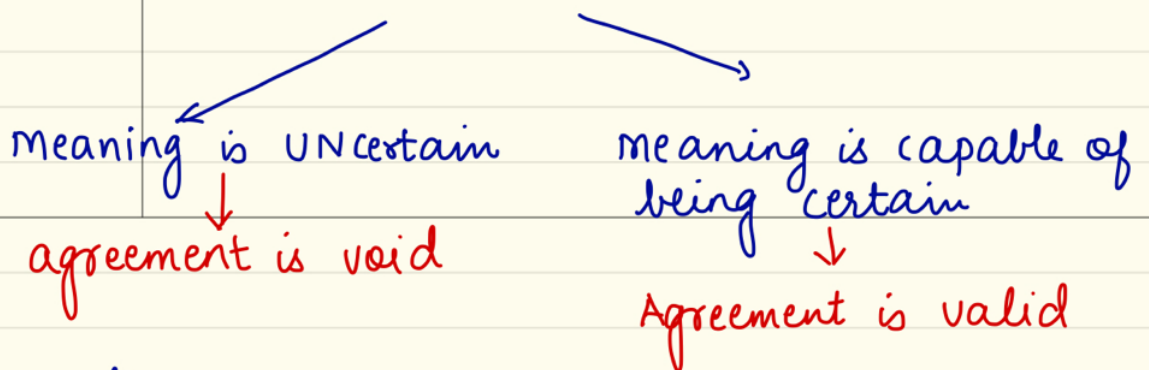 Meaning is UNcertain
agreement is void
meaning is capable of
being certain
Agreement is valid